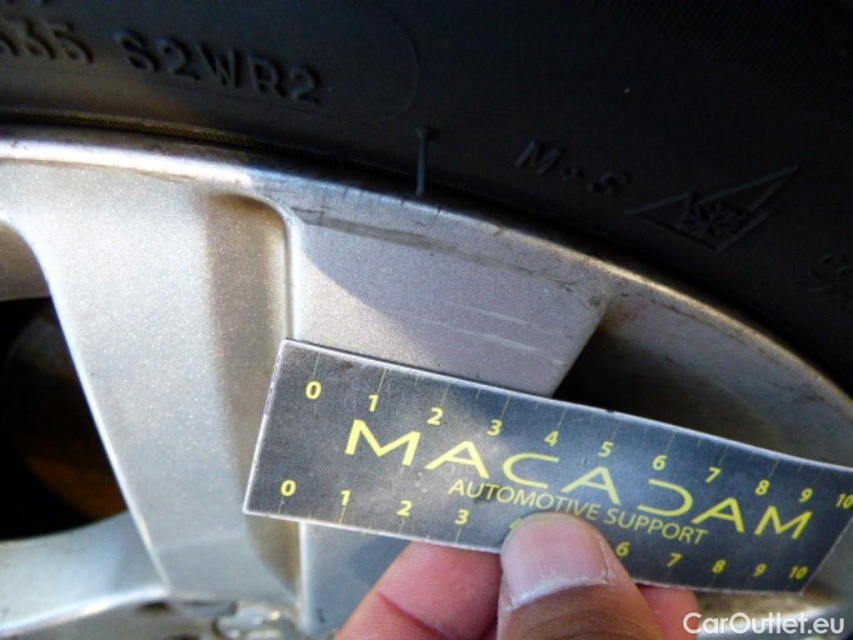 S2WR2
M+S
0 1 2 3 4 5 6 7 8 9 10
MACADAM
AUTOMOTIVE SUPPORT
0 1 2 3 6 7 8 9 10
CarOutlet.eu